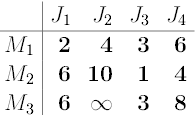 J₁ J₂ J₃ J₄
M₁ 2 4 3 6
M₂ 6 10 1 4
M₃ 6 ∞ 3 8